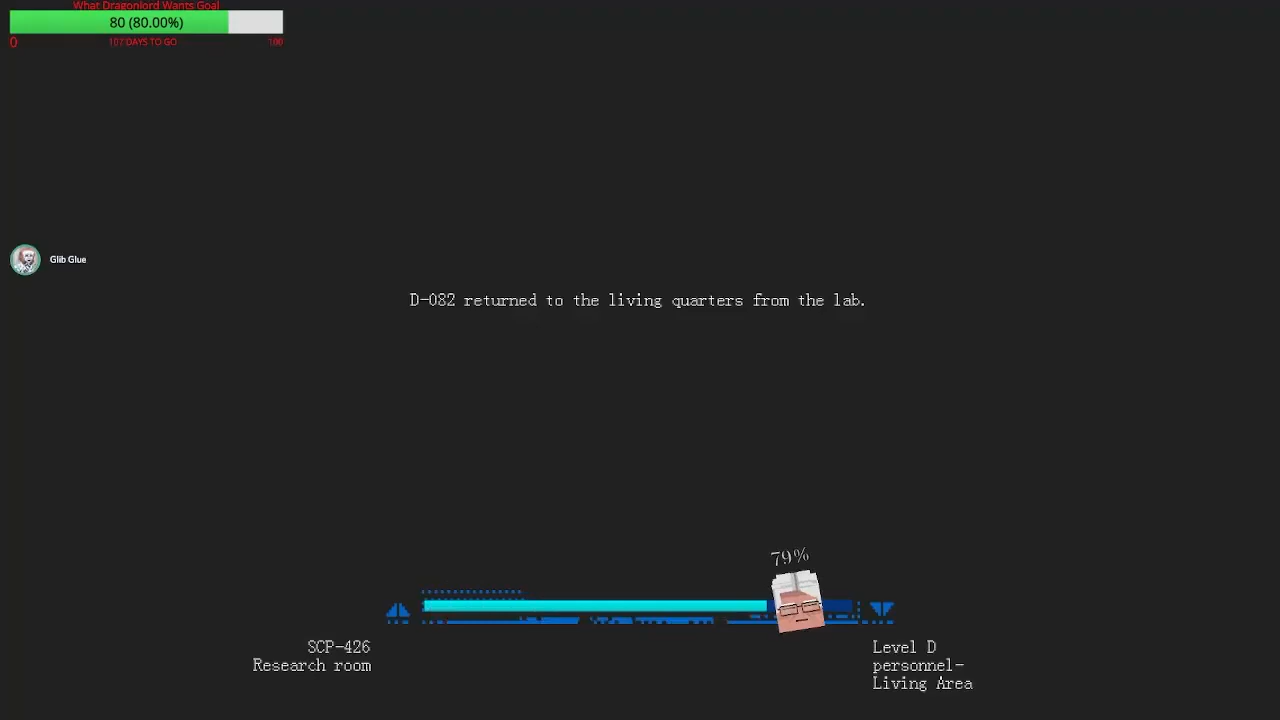 What Dragonlord Wants Goal
80 (80.00%)
0
107 DAYS TO GO
100
Glib Glue
D-082 returned to the living quarters from the lab.
79%
SCP-426
Research room
Level D
personnel-
Living Area